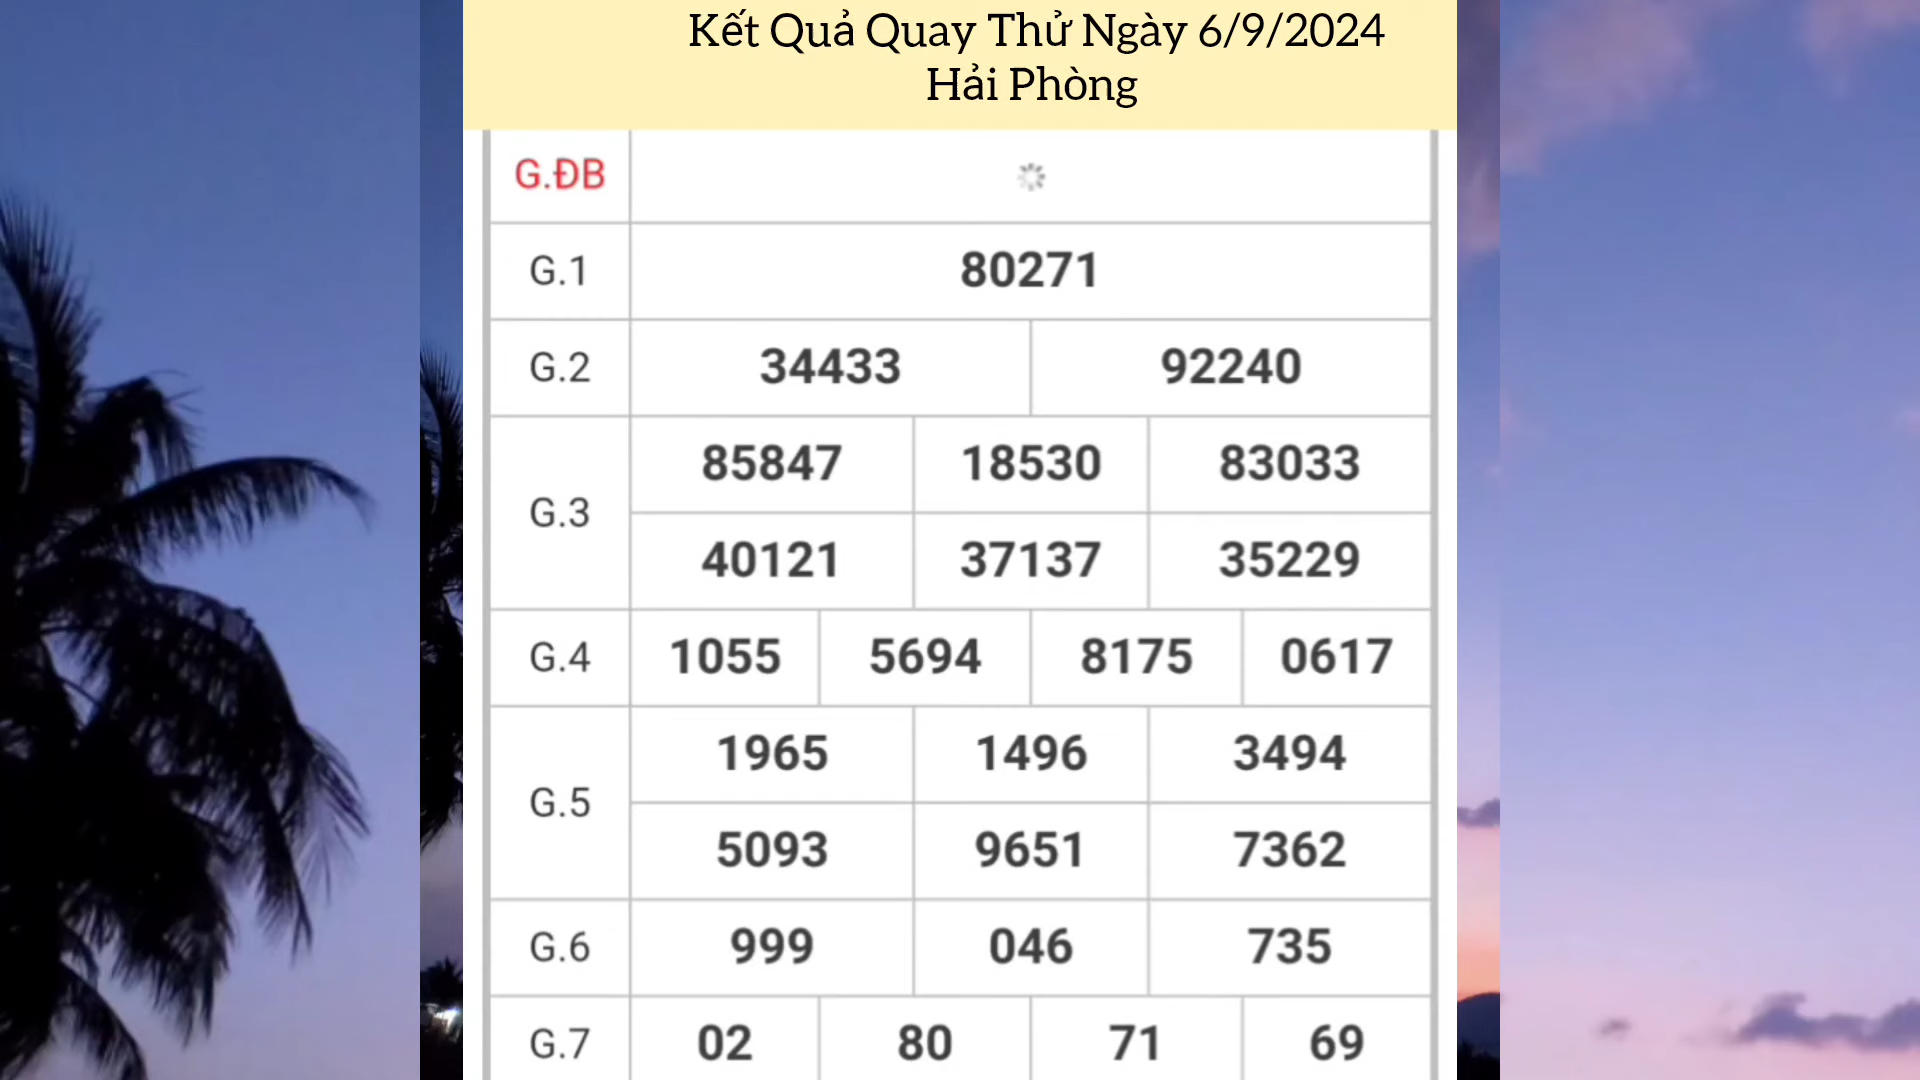 Kết Quả Quay Thử Ngày 6/9/2024
Hải Phòng
G.ĐB
G.1 80271
G.2 34433 92240
G.3
85847 18530 83033
40121 37137 35229
G.4 1055 5694 8175 0617
G.5
1965 1496 3494
5093 9651 7362
G.6 999 046 735
G.7 02 80 71 69